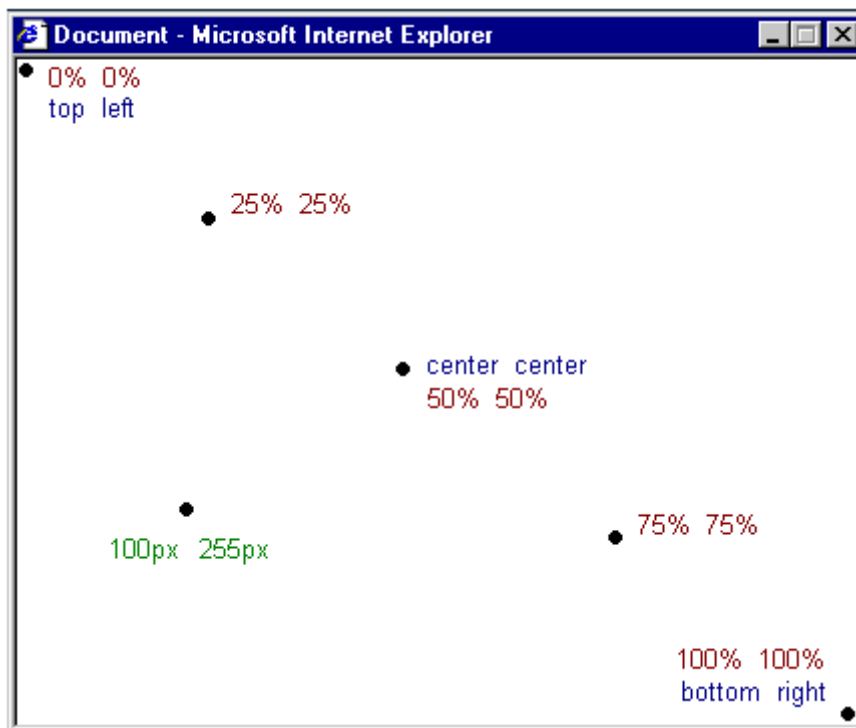 Document - Microsoft Internet Explorer
0% 0%
top left
25% 25%
center center
50% 50%
100px 255px
75% 75%
100% 100%
bottom right